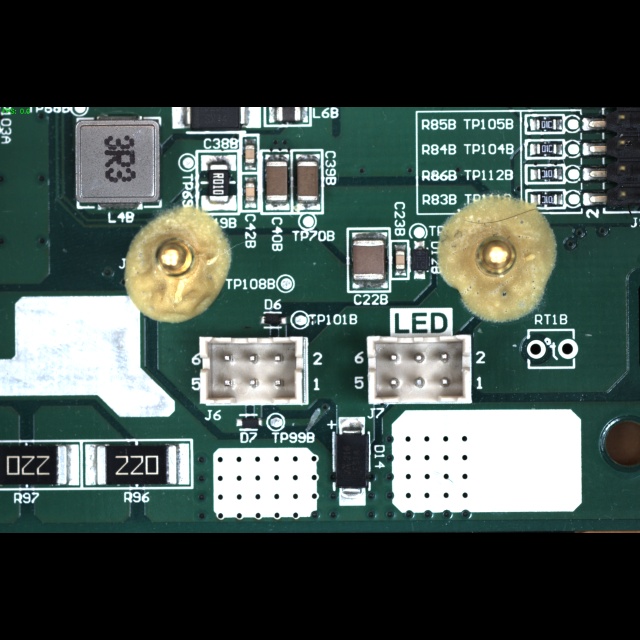 L6B
R85B TP105B
R84B TP104B
R86B TP112B
R83B
C38B
C39B
3R3
R010
L4B
9B
C42B
C40B
TP70B
C23B
2
TP108B
C22B
D6
TP101B
LED
RT1B
6 2
5 1
6 2
5 1
J6
J7
D7 TP99B
+
D14
220
220
R97
R96